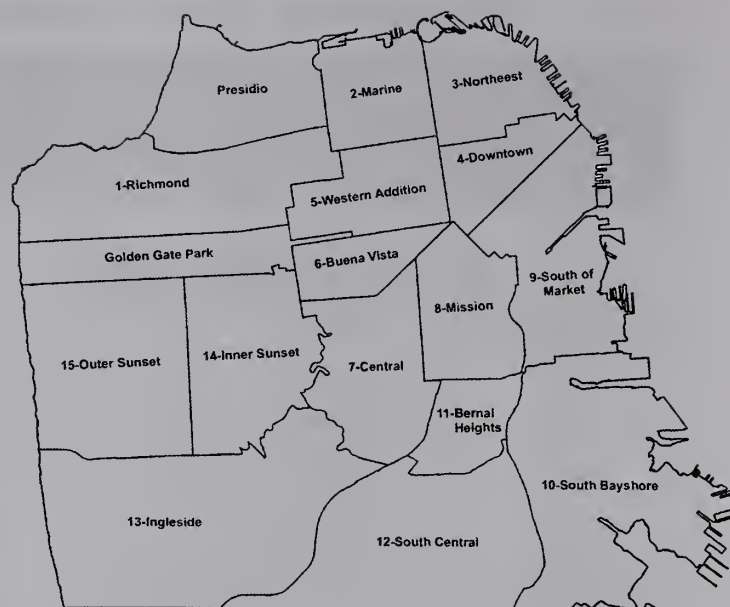 Presidio
2-Marine
3-Northeest
4-Downtown
1-Richmond
5-Western Addition
Golden Gate Park
6-Buena Vista
9-South of
Market
8-Mission
15-Outer Sunset
14-Inner Sunset
7-Central
11-Bernal
Heights
10-South Bayshore
13-Ingleside
12-South Central